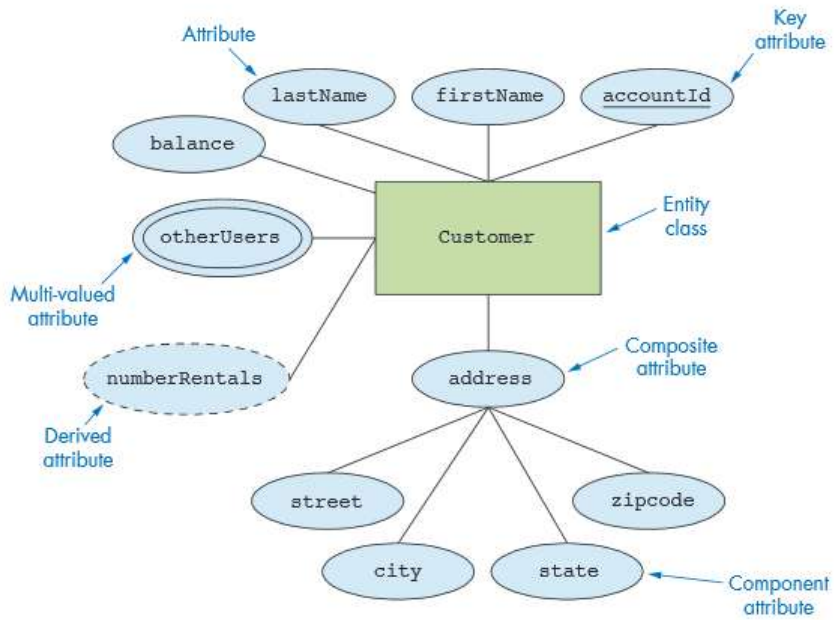 Attribute
Key
attribute
lastName
firstName
accountId
balance
otherUsers
Customer
Entity
class
Multi-valued
attribute
numberRentals
address
Composite
attribute
Derived
attribute
street
zipcode
city
state
Component
attribute